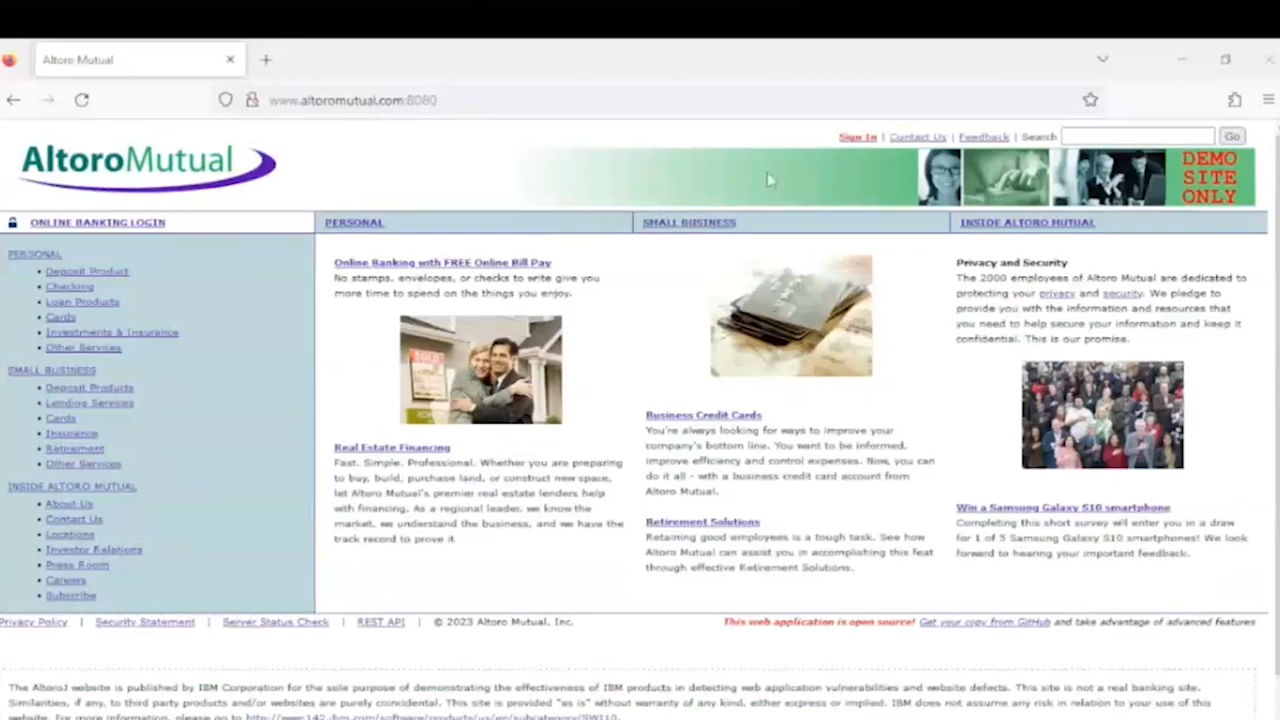 Altoro Mutual
www.altoromutual.com:8080
Sign In | Contact Us | Feedback | Search
Go
AltoroMutual
DEMO
SITE
ONLY
ONLINE BANKING LOGIN
PERSONAL
SMALL BUSINESS
INSIDE ALTORO MUTUAL
PERSONAL
Deposit Product
Checking
Loan Products
Cards
Investments & Insurance
Other Services
SMALL BUSINESS
Deposit Products
Lending Services
Cards
Insurance
Retirement
Other Services
INSIDE ALTORO MUTUAL
About Us
Contact Us
Locations
Investor Relations
Press Room
Careers
Subscribe
Online Banking with FREE Online Bill Pay
No stamps, envelopes, or checks to write give you
more time to spend on the things you enjoy.
SOLD
Real Estate Financing
Fast. Simple. Professional. Whether you are preparing
to buy, build, purchase land, or construct new space,
let Altoro Mutual's premier real estate lenders help
with financing. As a regional leader, we know the
market, we understand the business, and we have the
track record to prove it
Business Credit Cards
You're always looking for ways to improve your
company's bottom line. You want to be informed,
improve efficiency and control expenses. Now, you can
do it all - with a business credit card account from
Altoro Mutual.
Retirement Solutions
Retaining good employees is a tough task. See how
Altoro Mutual can assist you in accomplishing this feat
through effective Retirement Solutions.
Privacy and Security
The 2000 employees of Altoro Mutual are dedicated to
protecting your privacy and security. We pledge to
provide you with the information and resources that
you need to help secure your information and keep it
confidential. This is our promise.
Win a Samsung Galaxy S10 smartphone
Completing this short survey will enter you in a draw
for 1 of 5 Samsung Galaxy S10 smartphones! We look
forward to hearing your important feedback.
Privacy Policy | Security Statement | Server Status Check | REST API | © 2023 Altoro Mutual, Inc.
This web application is open source! Get your copy from GitHub and take advantage of advanced features
The AltoroJ website is published by IBM Corporation for the sole purpose of demonstrating the effectiveness of IBM products in detecting web application vulnerabilities and website defects. This site is not a real banking site.
Similarities, if any, to third party products and/or websites are purely coincidental. This site is provided "as is" without warranty of any kind, either express or implied. IBM does not assume any risk in relation to your use of this
website. For more information, please go to http://www-142.ibm.com/software/products/us/en/subcategory/SWI10.